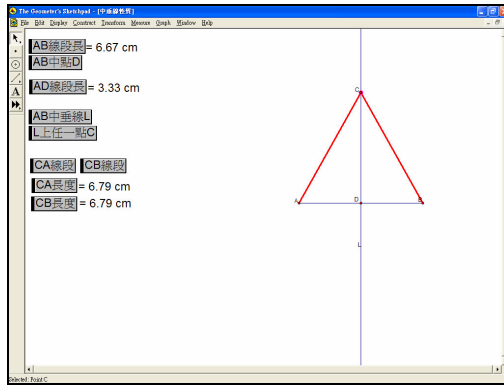 The Geometer's Sketchpad - [中垂線性質]
File Edit Display Construct Transform Measure Graph Window Help
AB線段長 = 6.67 cm
AB中點D
AD線段長 = 3.33 cm
AB中垂線L
L上任一點C
CA線段 CB線段
CA長度 = 6.79 cm
CB長度 = 6.79 cm
C
A D B
L
A
Selected: Point C